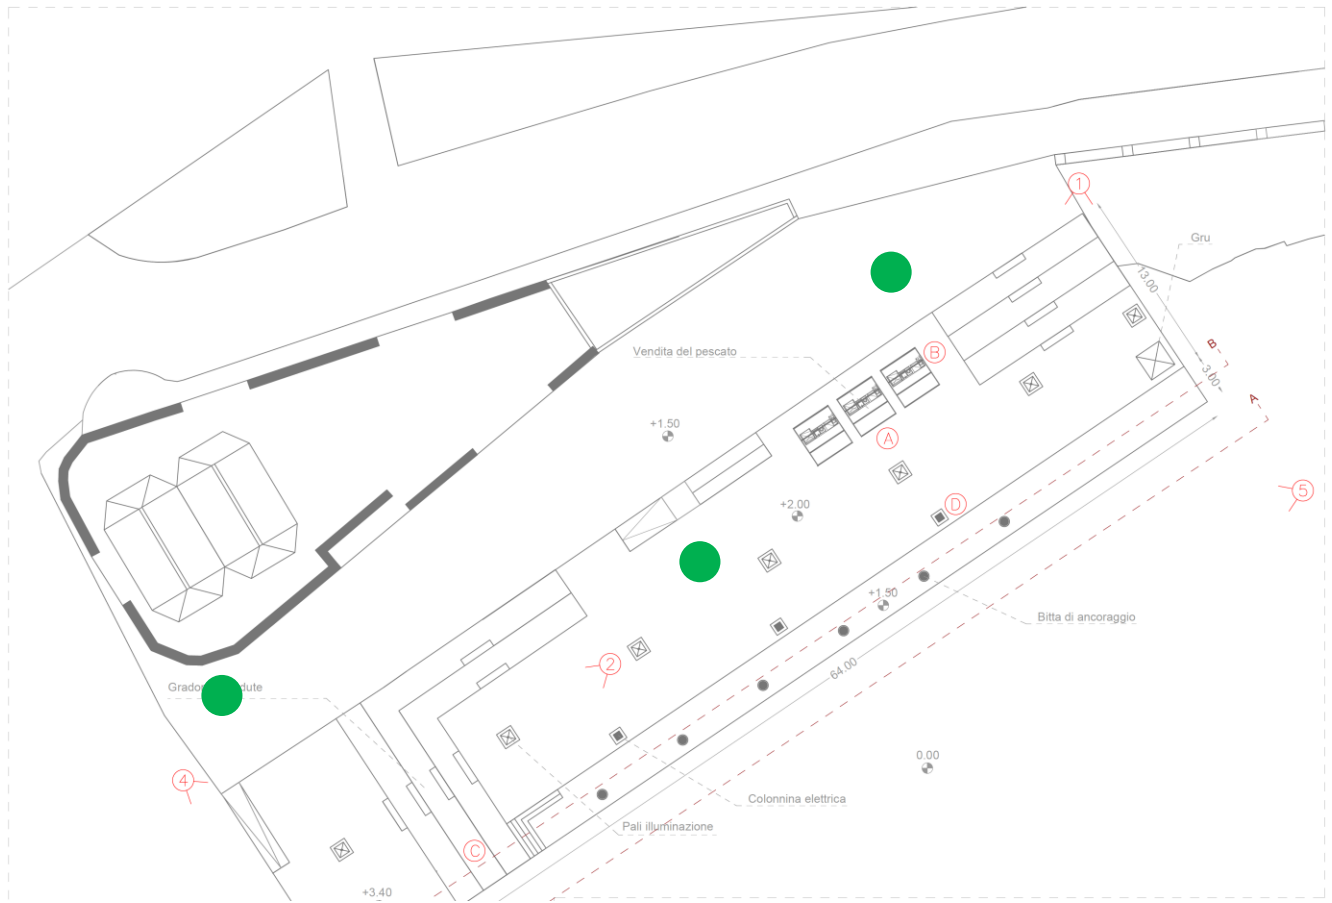 1
Gru
13.00
B
3.00
A
Vendita del pescato
B
+1.50
A
5
+2.00
D
+1.50
Bitta di ancoraggio
2
64.00
4
0.00
Colonnina elettrica
Pali illuminazione
C
+3.40